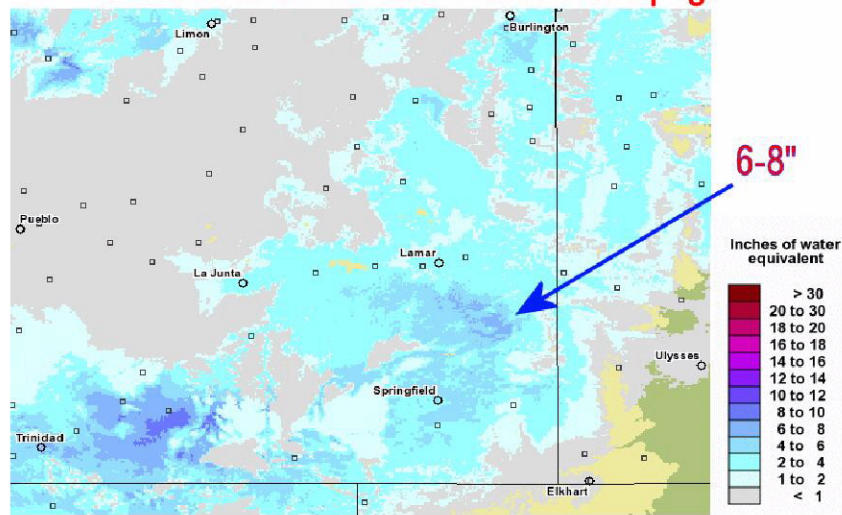 Limon
Burlington
6-8"
Pueblo
Lamar
La Junta
Inches of water
equivalent
> 30
20 to 30
18 to 20
16 to 18
14 to 16
12 to 14
10 to 12
8 to 10
6 to 8
4 to 6
2 to 4
1 to 2
< 1
Ulysses
Springfield
Trinidad
Elkhart